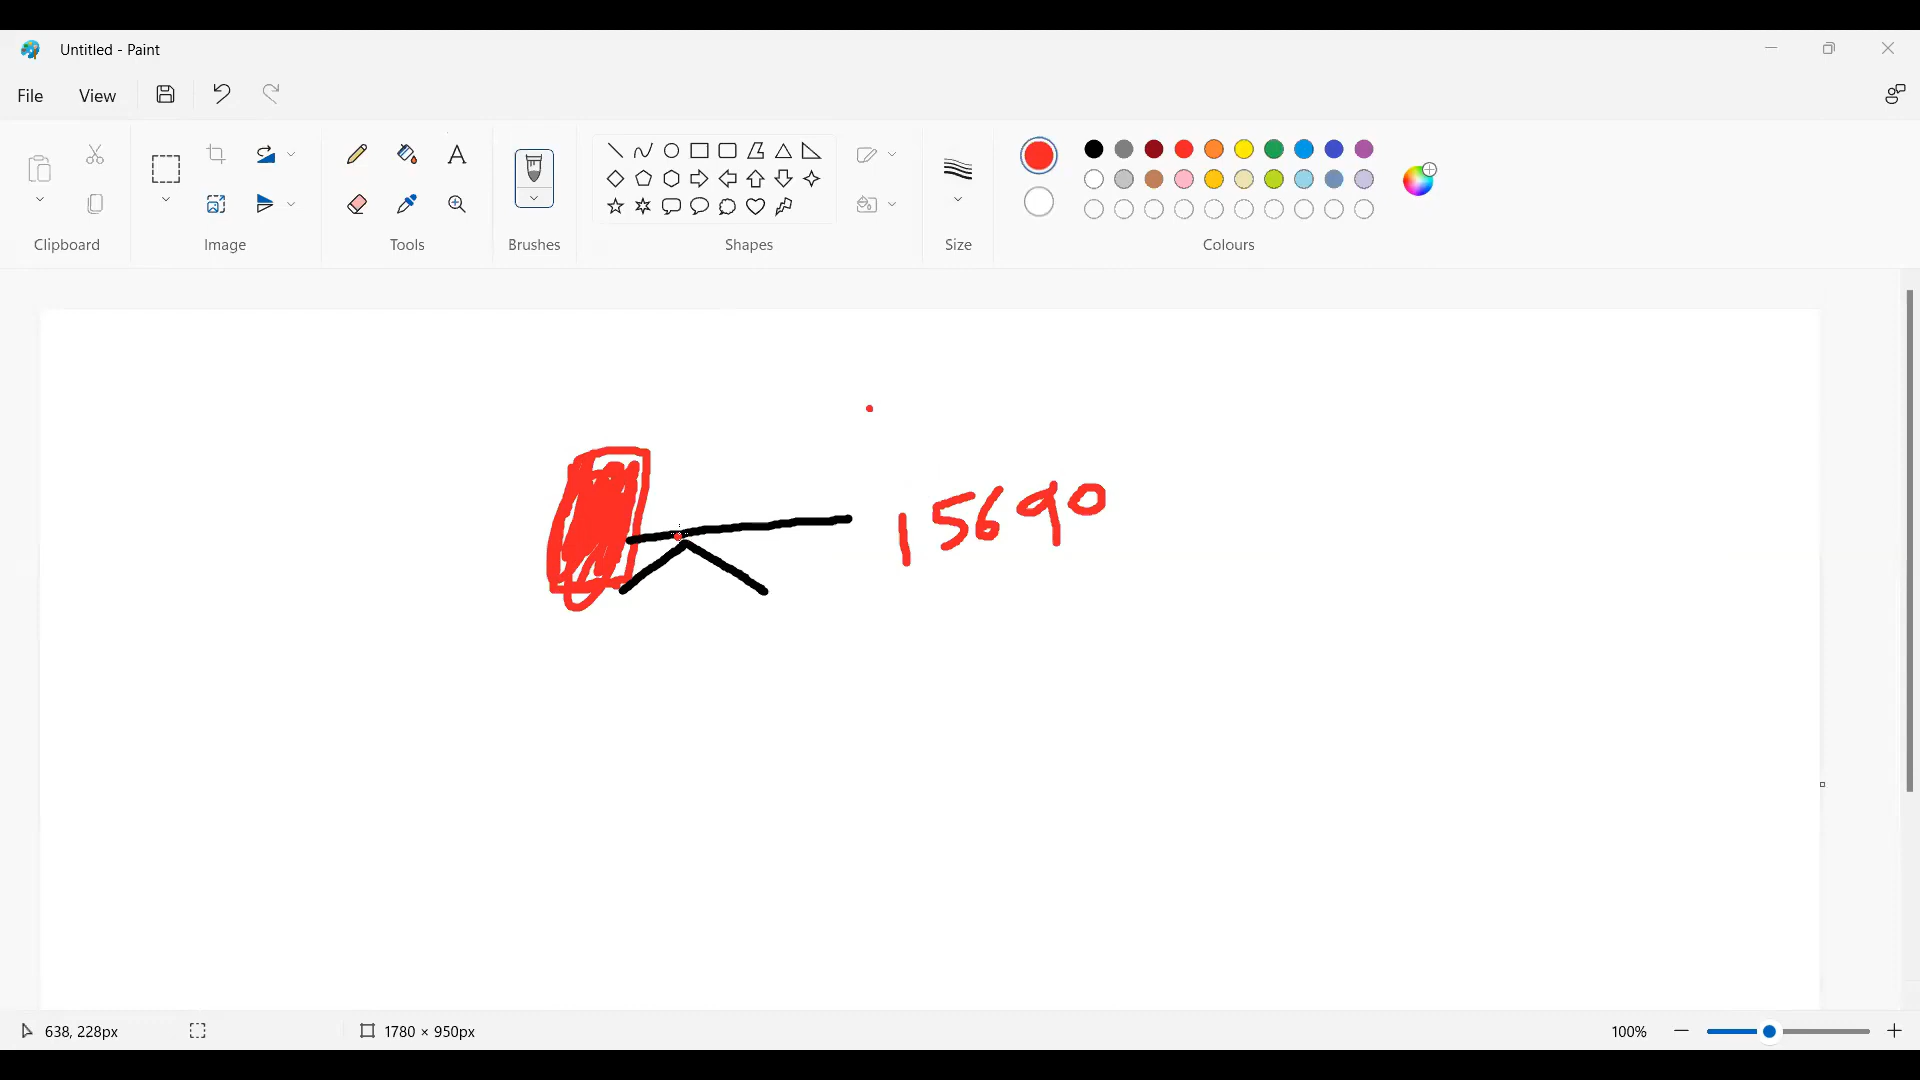 Untitled - Paint
File View
Clipboard Image Tools Brushes Shapes Size Colours
15690
638, 228px 1780 × 950px 100%